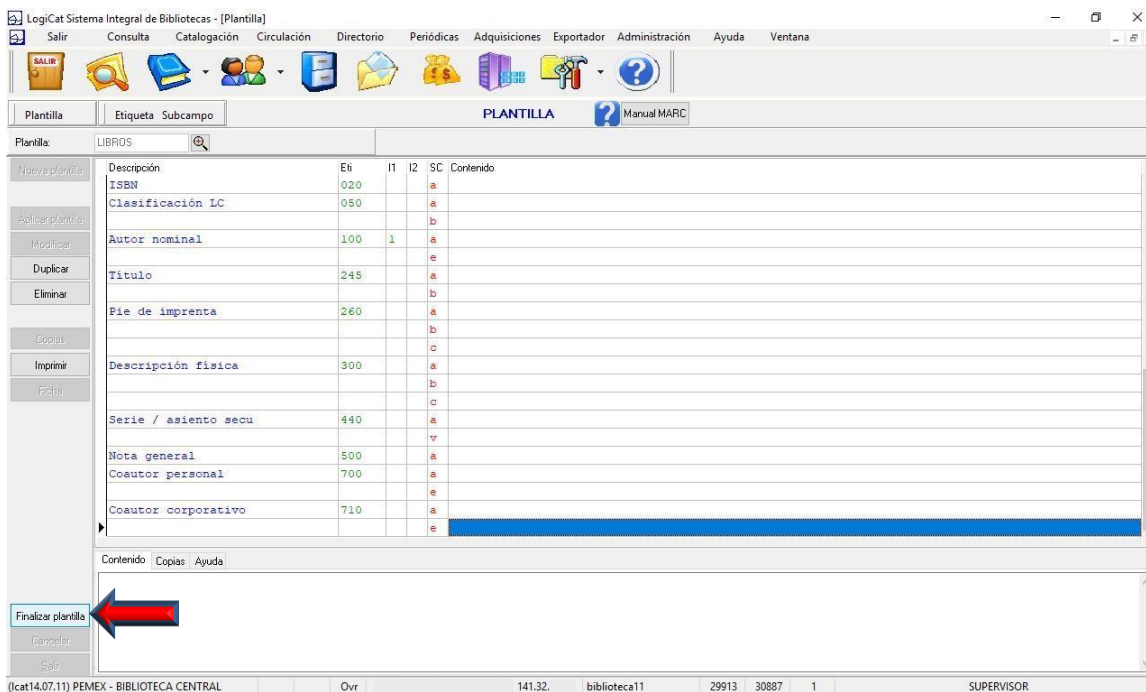 LogiCat Sistema Integral de Bibliotecas - [Plantilla]
Salir Consulta Catalogación Circulación Directorio Periódicas Adquisiciones Exportador Administración Ayuda Ventana
SALIR
Plantilla Etiqueta Subcampo PLANTILLA Manual MARC
Plantilla: LIBROS
Nueva plantilla
Aplicar plantilla
Modificar
Duplicar
Eliminar
Copias
Imprimir
Ficha
Descripción Eti I1 I2 SC Contenido
ISBN 020 a
Clasificación LC 050 a
b
Autor nominal 100 1 a
e
Título 245 a
b
Pie de imprenta 260 a
b
c
Descripción física 300 a
b
c
Serie / asiento secu 440 a
v
Nota general 500 a
Coautor personal 700 a
e
Coautor corporativo 710 a
e
Contenido Copias Ayuda
Finalizar plantilla
Cancelar
Salir
(lcat14.07.11) PEMEX - BIBLIOTECA CENTRAL Ovr 141.32. biblioteca11 29913 30887 1 SUPERVISOR